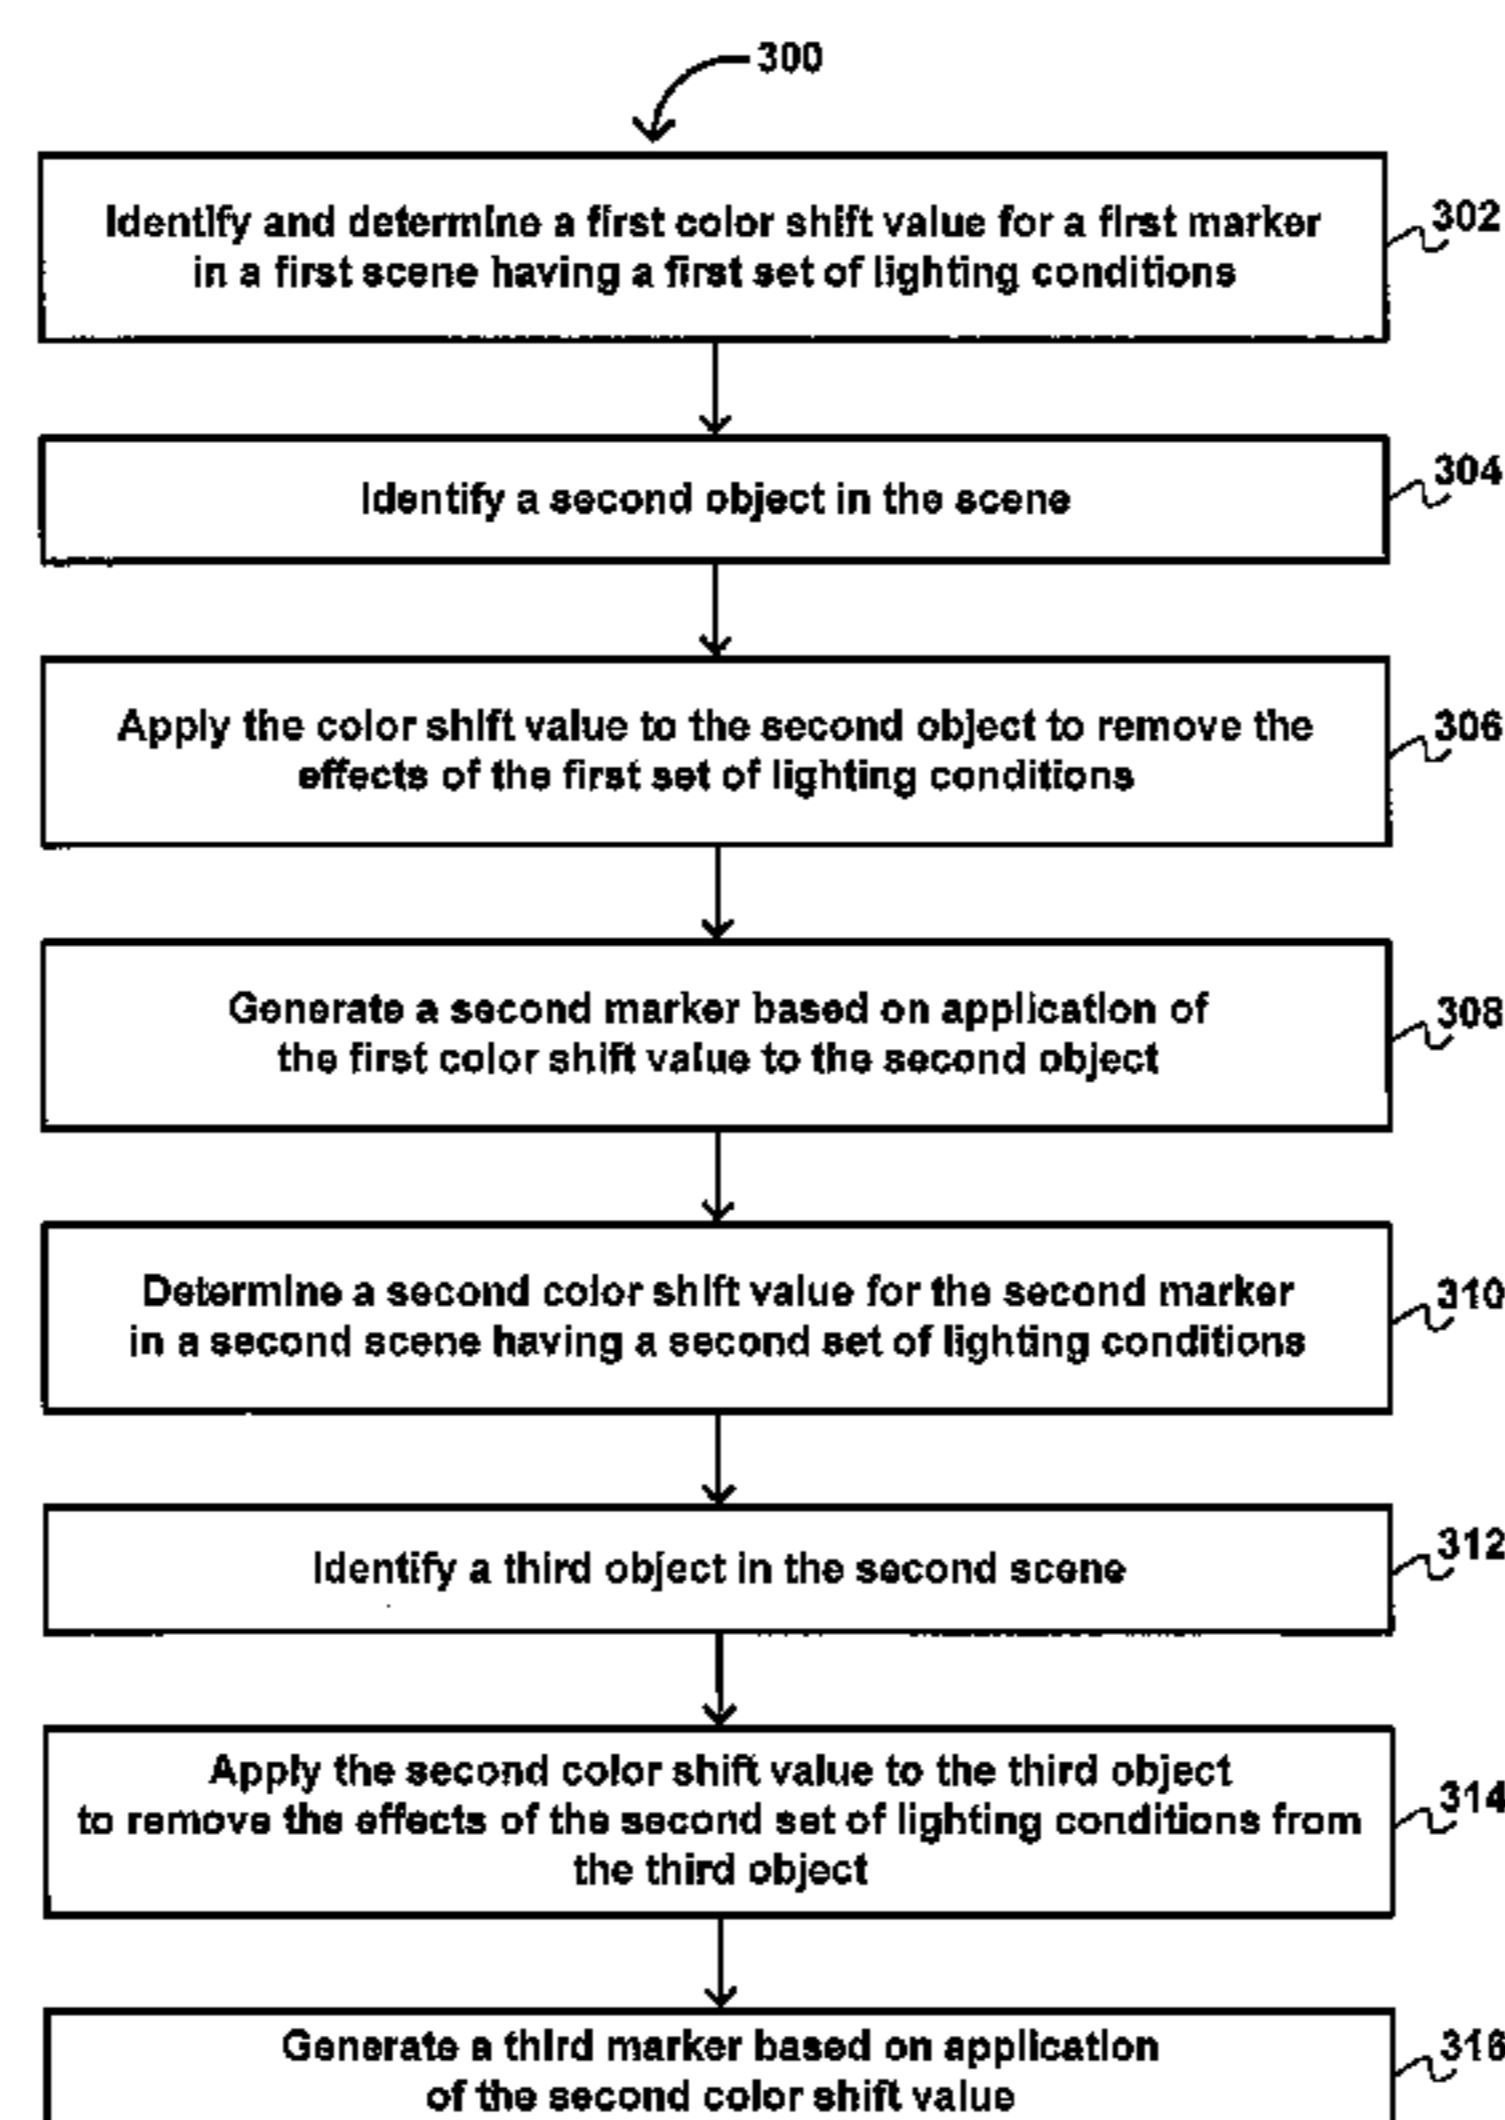 300
Identify and determine a first color shift value for a first marker
in a first scene having a first set of lighting conditions
302
Identify a second object in the scene
304
Apply the color shift value to the second object to remove the
effects of the first set of lighting conditions
306
Generate a second marker based on application of
the first color shift value to the second object
308
Determine a second color shift value for the second marker
in a second scene having a second set of lighting conditions
310
Identify a third object in the second scene
312
Apply the second color shift value to the third object
to remove the effects of the second set of lighting conditions from
the third object
314
Generate a third marker based on application
of the second color shift value
316